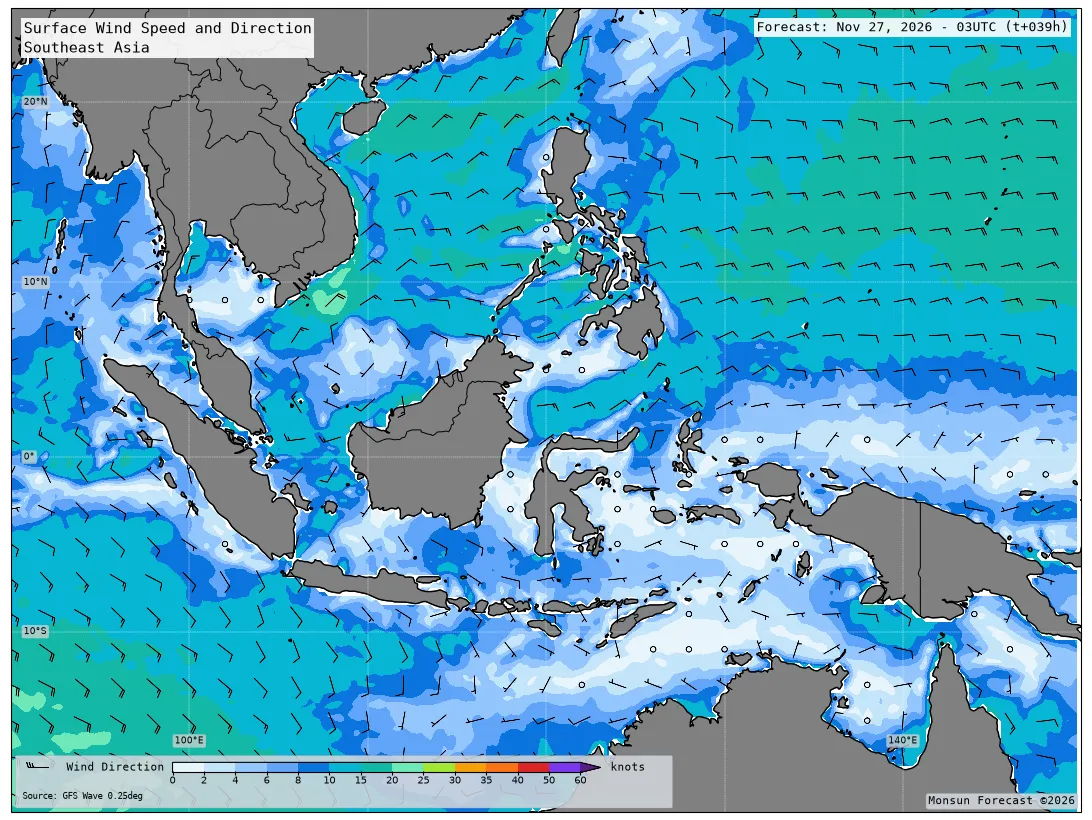 Surface Wind Speed and Direction
Southeast Asia
Forecast: Nov 27, 2026 - 03UTC (t+039h)
20°N
10°N
0°
10°S
100°E
140°E
Wind Direction
0 2 4 6 8 10 15 20 25 30 35 40 50 60
knots
Source: GFS Wave 0.25deg
Monsun Forecast ©2026